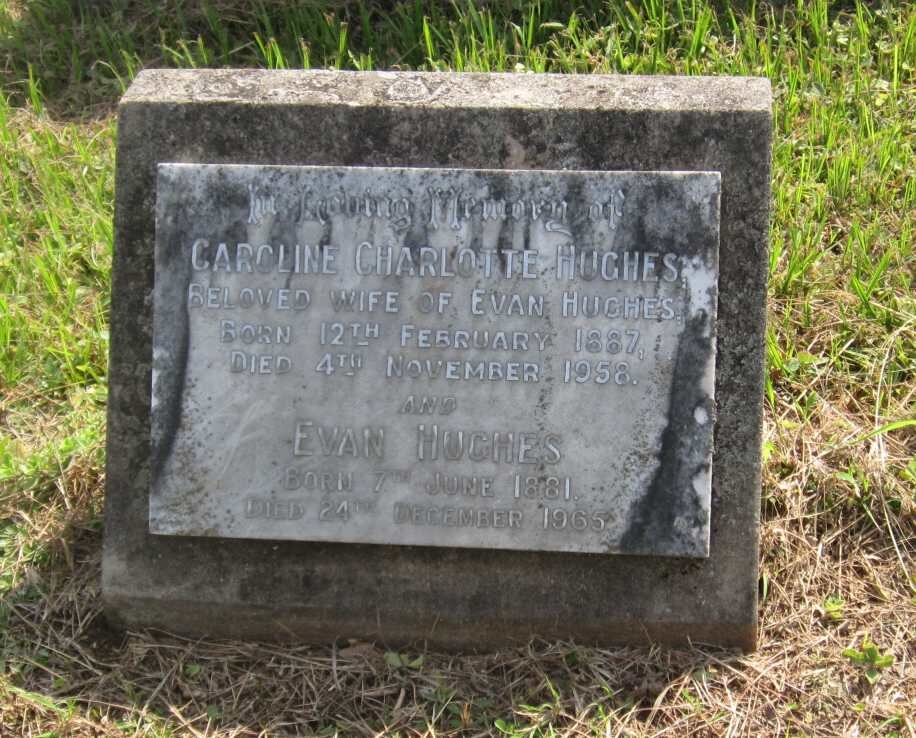 In Loving Memory of
CAROLINE CHARLOTTE HUGHES,
BELOVED WIFE OF EVAN HUGHES.
BORN 12TH FEBRUARY 1887,
DIED 4TH NOVEMBER 1958.
AND
EVAN HUGHES
BORN 7TH JUNE 1881.
DIED 24TH DECEMBER 1965